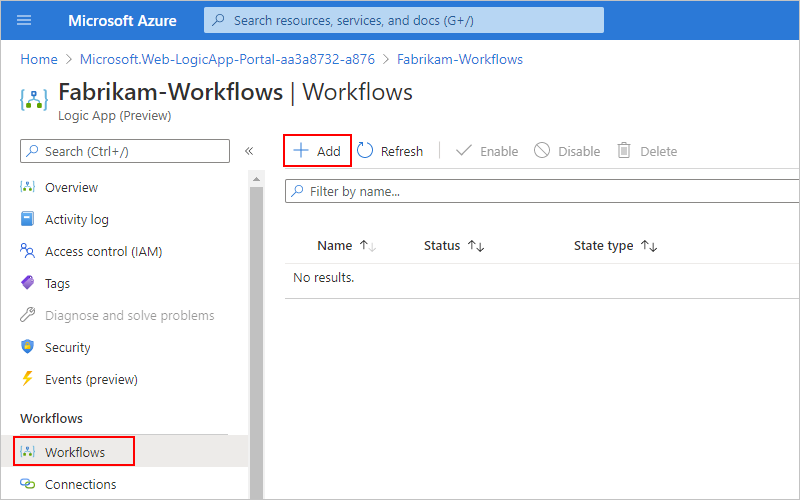 Microsoft Azure
Search resources, services, and docs (G+/)
Home > Microsoft.Web-LogicApp-Portal-aa3a8732-a876 > Fabrikam-Workflows
Fabrikam-Workflows | Workflows
Logic App (Preview)
Search (Ctrl+/)
«
Overview
Activity log
Access control (IAM)
Tags
Diagnose and solve problems
Security
Events (preview)
Workflows
Workflows
Connections
+ Add Refresh | Enable Disable Delete
Filter by name...
Name ↑↓ Status ↑↓ State type ↑↓
No results.